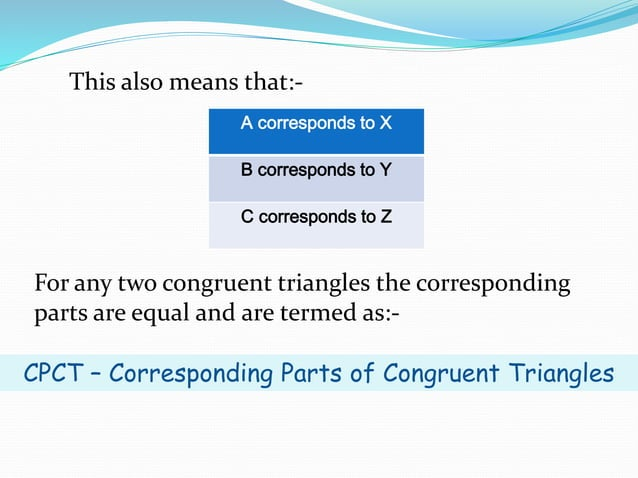 This also means that:-
A corresponds to X
B corresponds to Y
C corresponds to Z
For any two congruent triangles the corresponding
parts are equal and are termed as:-
CPCT – Corresponding Parts of Congruent Triangles